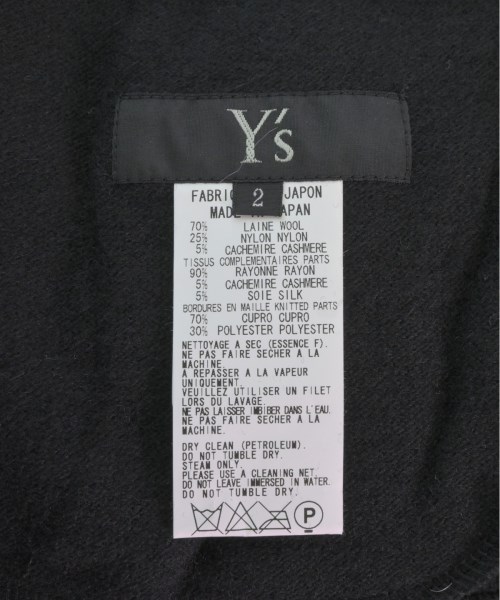 Y's
2
FABRI JAPON
MADE APAN
70% LAINE WOOL
25% NYLON NYLON
5% CACHEMIRE CASHMERE
TISSUS COMPLEMENTAIRES PARTS
90% RAYONNE RAYON
5% CACHEMIRE CASHMERE
5% SOIE SILK
BORDURES EN MAILLE KNITTED PARTS
70% CUPRO CUPRO
30% POLYESTER POLYESTER
NETTOYAGE A SEC (ESSENCE F).
NE PAS FAIRE SECHER A LA
MACHINE.
A REPASSER A LA VAPEUR
UNIQUEMENT.
VEUILLEZ UTILISER UN FILET
LORS DU LAVAGE.
NE PAS LAISSER IMBIBER DANS L'EAU.
NE PAS FAIRE SECHER A LA
MACHINE.
DRY CLEAN (PETROLEUM).
DO NOT TUMBLE DRY.
STEAM ONLY.
PLEASE USE A CLEANING NET.
DO NOT LEAVE IMMERSED IN WATER.
DO NOT TUMBLE DRY.
P